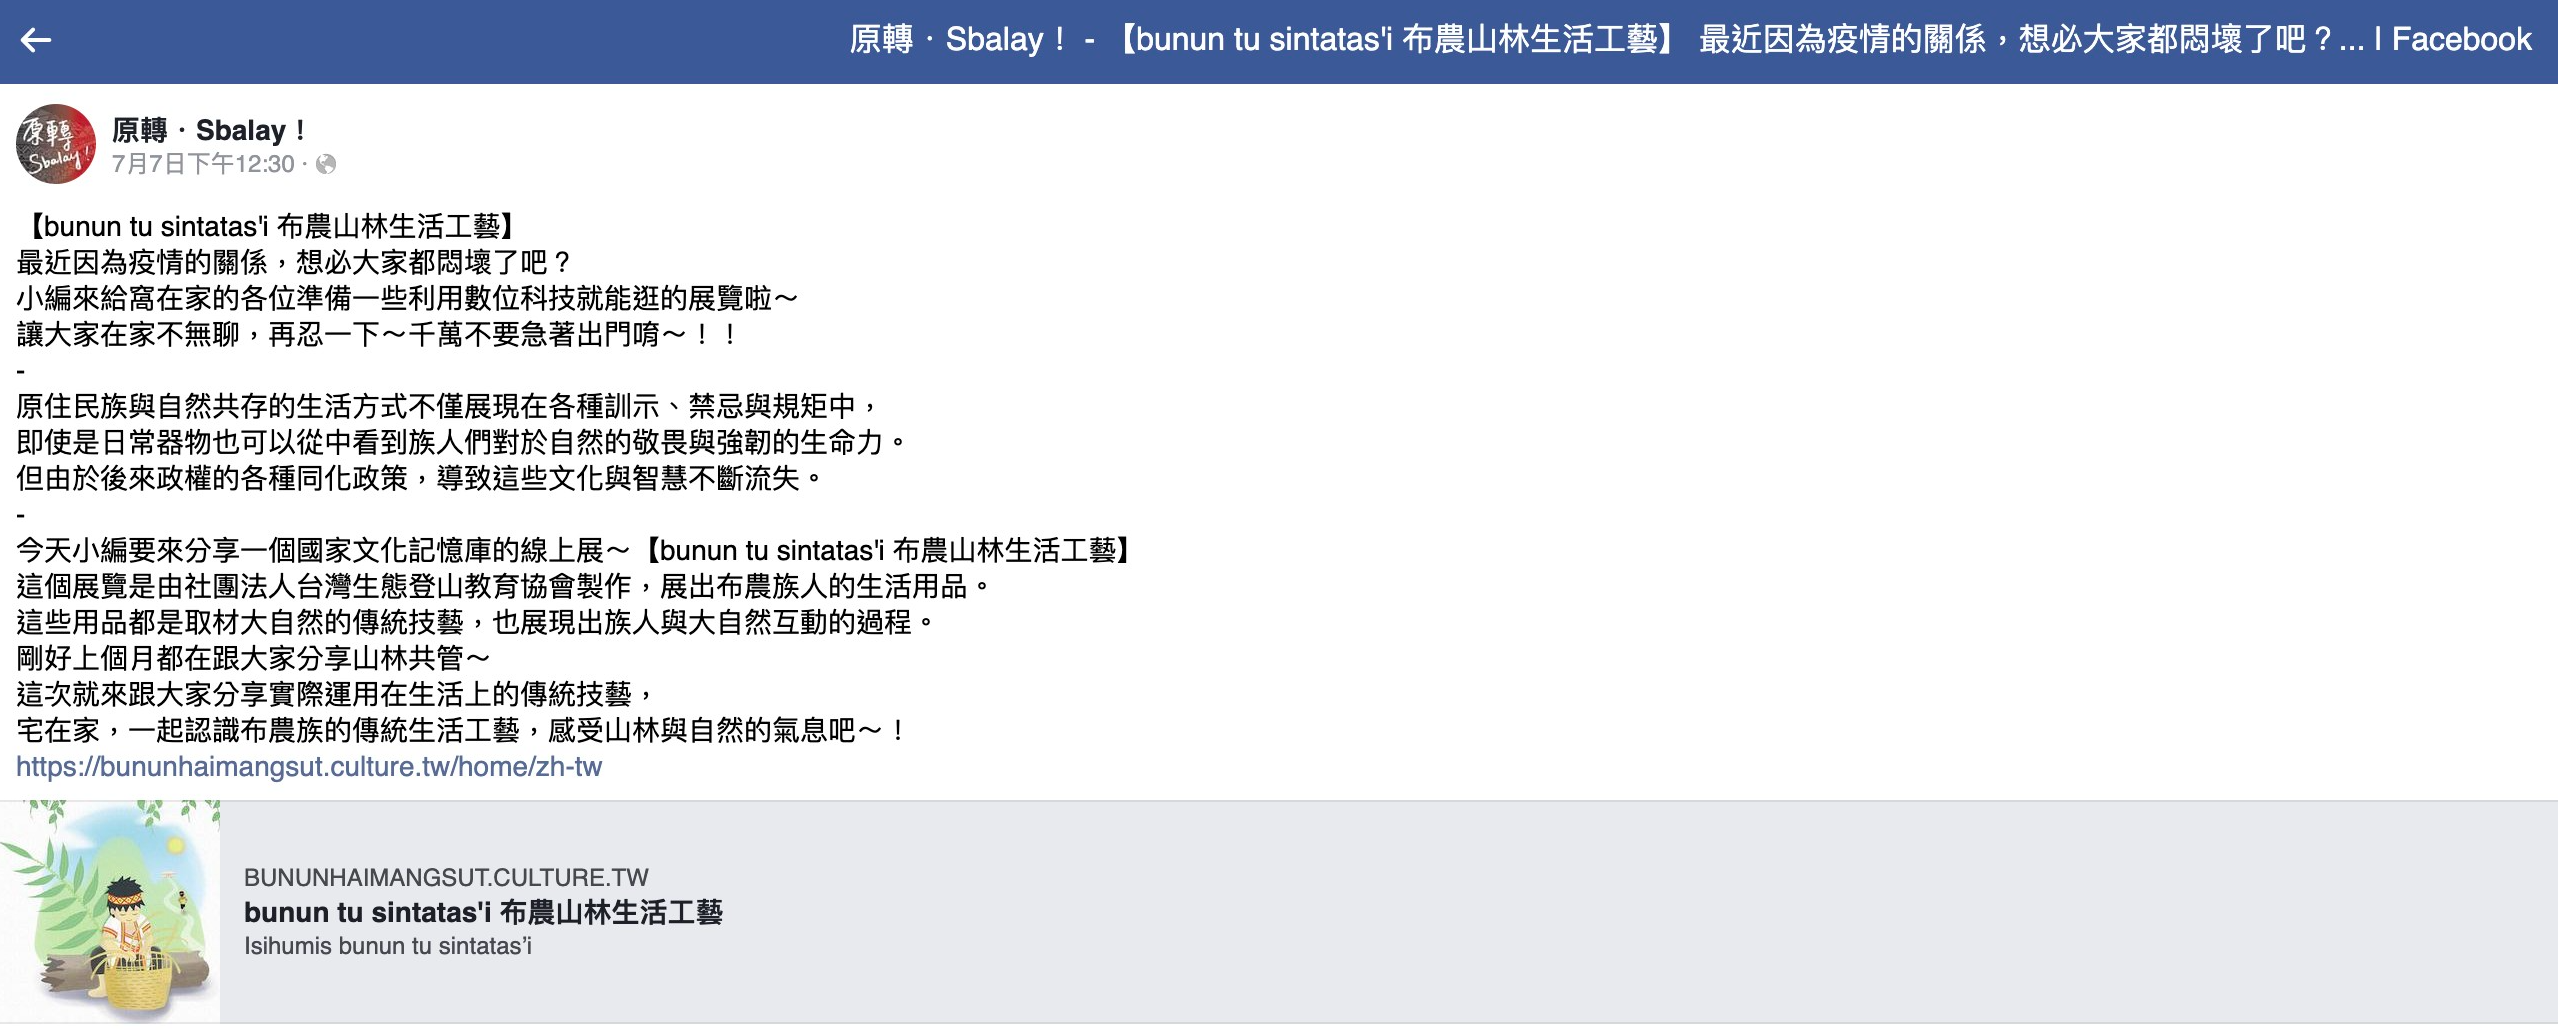 原轉・Sbalay！ - 【bunun tu sintatas'i 布農山林生活工藝】 最近因為疫情的關係，想必大家都悶壞了吧？... | Facebook
原轉
Sbalay!
原轉・Sbalay！
7月7日下午12:30 ·
【bunun tu sintatas'i 布農山林生活工藝】
最近因為疫情的關係，想必大家都悶壞了吧？
小編來給窩在家的各位準備一些利用數位科技就能逛的展覽啦～
讓大家在家不無聊，再忍一下～千萬不要急著出門唷～！！
-
原住民族與自然共存的生活方式不僅展現在各種訓示、禁忌與規矩中，
即使是日常器物也可以從中看到族人們對於自然的敬畏與強韌的生命力。
但由於後來政權的各種同化政策，導致這些文化與智慧不斷流失。
-
今天小編要來分享一個國家文化記憶庫的線上展～【bunun tu sintatas'i 布農山林生活工藝】
這個展覽是由社團法人台灣生態登山教育協會製作，展出布農族人的生活用品。
這些用品都是取材大自然的傳統技藝，也展現出族人與大自然互動的過程。
剛好上個月都在跟大家分享山林共管～
這次就來跟大家分享實際運用在生活上的傳統技藝，
宅在家，一起認識布農族的傳統生活工藝，感受山林與自然的氣息吧～！
https://bununhaimangsut.culture.tw/home/zh-tw
BUNUNHAIMANGSUT.CULTURE.TW
bunun tu sintatas'i 布農山林生活工藝
Isihumis bunun tu sintatas’i